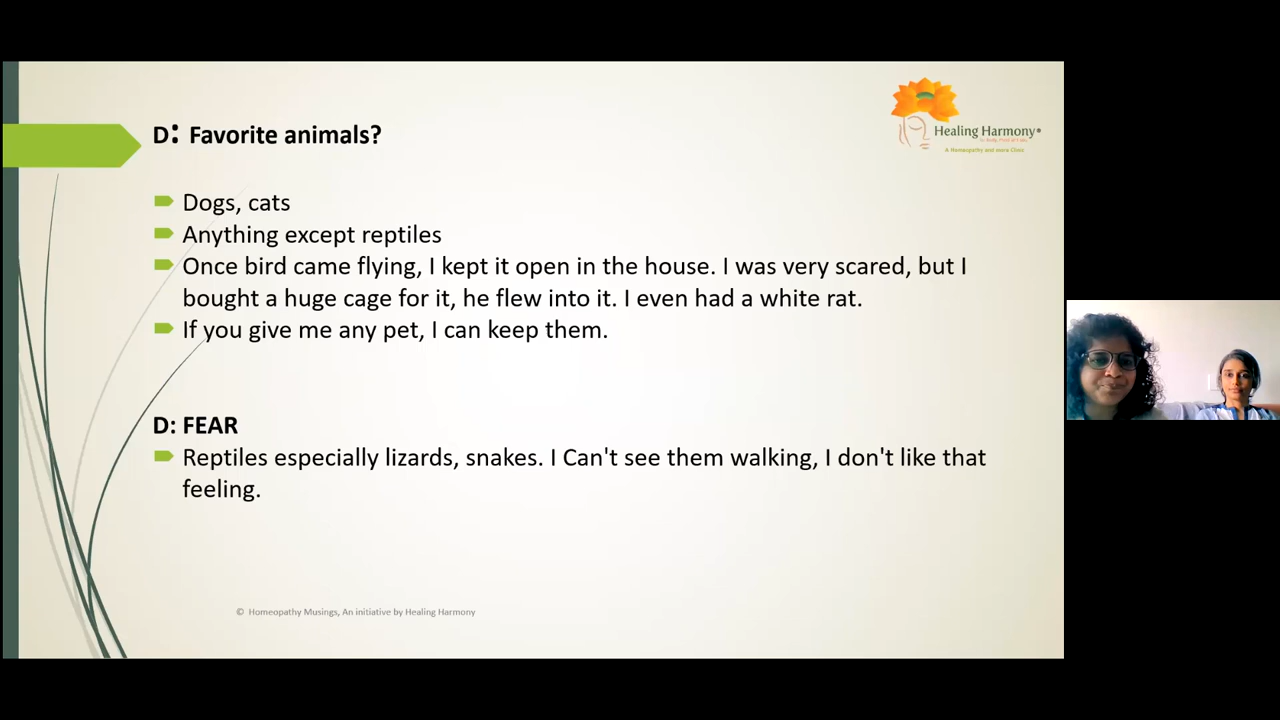 Healing Harmony®
A Homeopathy and more Clinic
D: Favorite animals?
Dogs, cats
Anything except reptiles
Once bird came flying, I kept it open in the house. I was very scared, but I
bought a huge cage for it, he flew into it. I even had a white rat.
If you give me any pet, I can keep them.
D: FEAR
Reptiles especially lizards, snakes. I Can't see them walking, I don't like that
feeling.
© Homeopathy Musings, An initiative by Healing Harmony